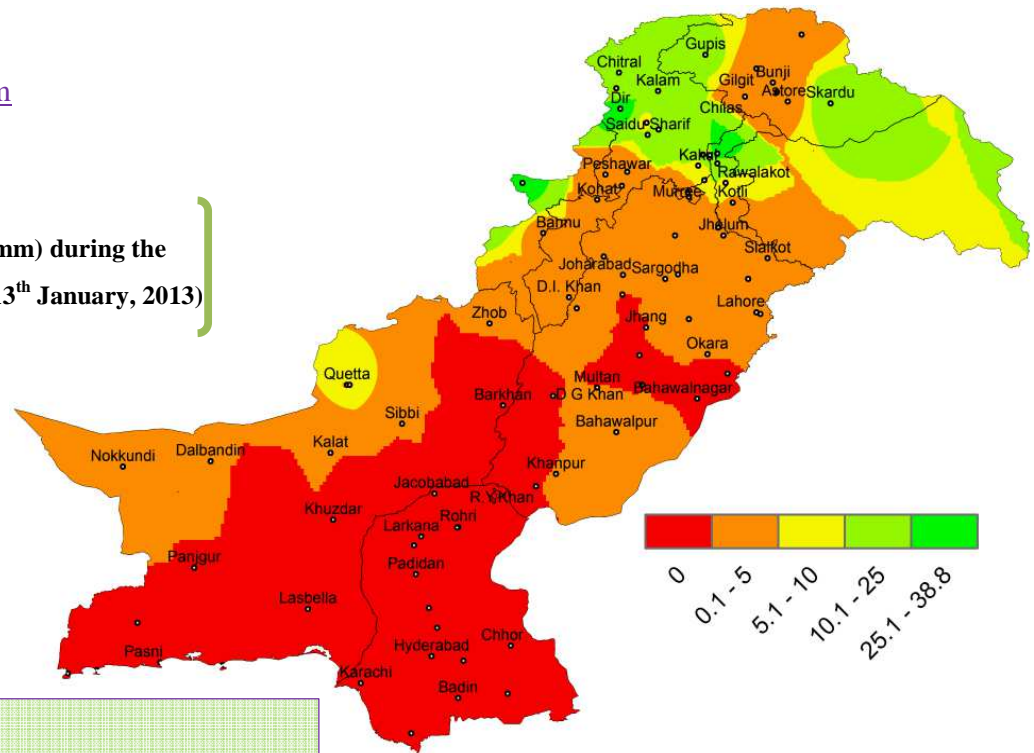 m
mm) during the
13th January, 2013)
Gupis
Chitral
Bunji
Kalam
Gilgit
Astore
Skardu
Dir
Chilas
Saidu Sharif
Peshawar
Rawalakot
Kohat
Murree
Kotli
Bannu
Jhelum
Sialkot
Joharabad
Sargodha
D.I. Khan
Lahore
Zhob
Jhang
Okara
Quetta
Multan
Barkhan
D G Khan
Bahawalnagar
Sibbi
Bahawalpur
Kalat
Dalbandin
Nokkundi
Khanpur
Jacobabad
R.Y.Khan
Khuzdar
Rohri
Larkana
Panjgur
Padidan
Lasbella
Chhor
Hyderabad
Pasni
Karachi
Badin
0
0.1 - 5
5.1 - 10
10.1 - 25
25.1 - 38.8